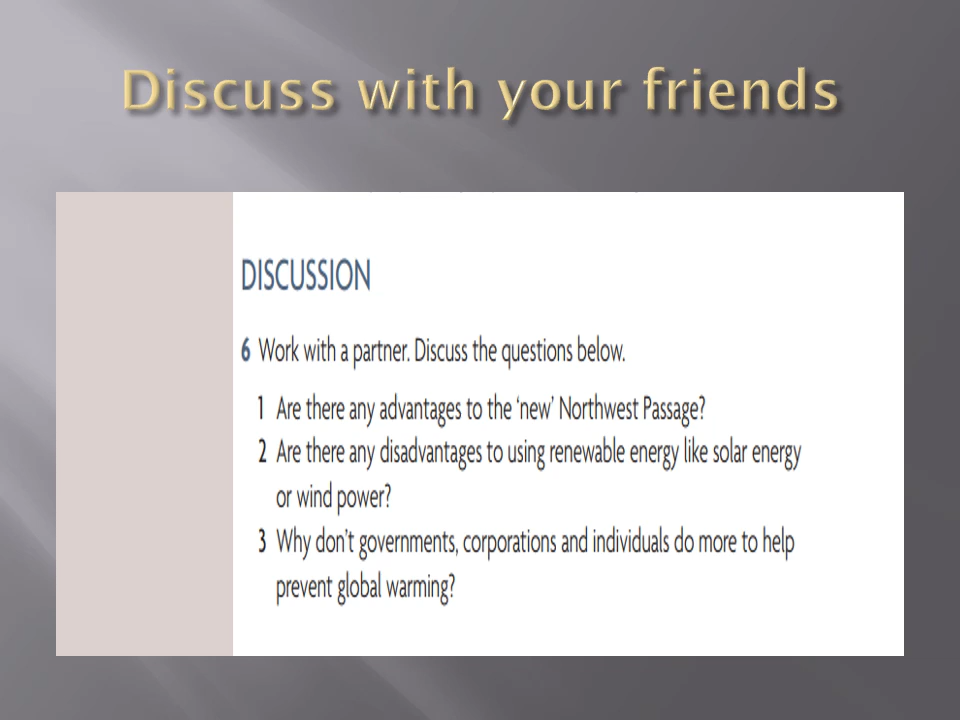 Discuss with your friends
DISCUSSION
6 Work with a partner. Discuss the questions below.
1 Are there any advantages to the ‘new’ Northwest Passage?
2 Are there any disadvantages to using renewable energy like solar energy
or wind power?
3 Why don’t governments, corporations and individuals do more to help
prevent global warming?